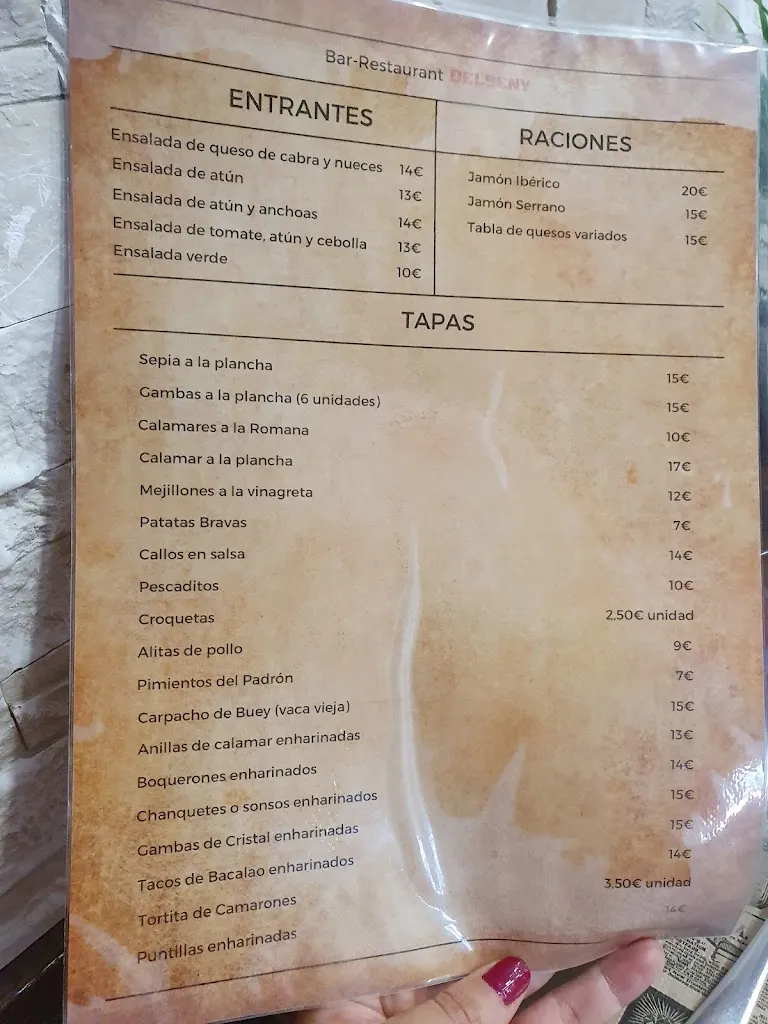 Bar-Restaurant DELSENY
ENTRANTES
Ensalada de queso de cabra y nueces 14€
Ensalada de atún 13€
Ensalada de atún y anchoas 14€
Ensalada de tomate, atún y cebolla 13€
Ensalada verde 10€
RACIONES
Jamón Ibérico 20€
Jamón Serrano 15€
Tabla de quesos variados 15€
TAPAS
Sepia a la plancha 15€
Gambas a la plancha (6 unidades) 15€
Calamares a la Romana 10€
Calamar a la plancha 17€
Mejillones a la vinagreta 12€
Patatas Bravas 7€
Callos en salsa 14€
Pescaditos 10€
Croquetas 2,50€ unidad
Alitas de pollo 9€
Pimientos del Padrón 7€
Carpacho de Buey (vaca vieja) 15€
Anillas de calamar enharinadas 13€
Boquerones enharinados 14€
Chanquetes o sonsos enharinados 15€
Gambas de Cristal enharinadas 15€
Tacos de Bacalao enharinados 14€
Tortita de Camarones 3,50€ unidad
Puntillas enharinadas 14€